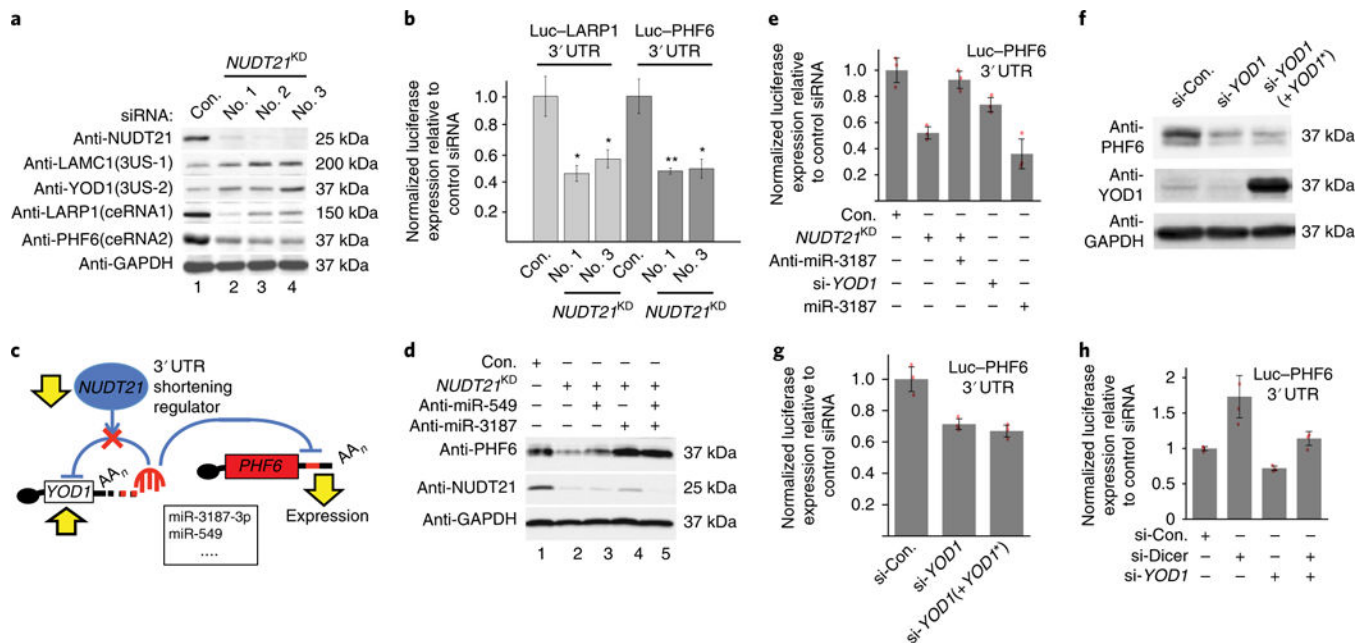 a
NUDT21KD
siRNA:
Con.
No. 1
No. 2
No. 3
Anti-NUDT21
25 kDa
Anti-LAMC1(3US-1)
200 kDa
Anti-YOD1(3US-2)
37 kDa
Anti-LARP1(ceRNA1)
150 kDa
Anti-PHF6(ceRNA2)
37 kDa
Anti-GAPDH
37 kDa
1 2 3 4
b
Luc–LARP1
3′ UTR
Luc–PHF6
3′ UTR
Normalized luciferase
expression relative to
control siRNA
1.0
0.8
0.6
0.4
0.2
* * ** *
Con.
No. 1
No. 3
Con.
No. 1
No. 3
NUDT21KD
NUDT21KD
c
NUDT21
3′ UTR
shortening
regulator
AAn
YOD1
PHF6
AAn
Expression
miR-3187-3p
miR-549
....
d
Con. + – – – –
NUDT21KD – + + + +
Anti-miR-549 – – + – +
Anti-miR-3187 – – – + +
Anti-PHF6
37 kDa
Anti-NUDT21
25 kDa
Anti-GAPDH
37 kDa
1 2 3 4 5
e
Luc–PHF6
3′ UTR
Normalized luciferase
expression relative
to control siRNA
1.0
0.8
0.6
0.4
0.2
Con. + – – – –
NUDT21KD – + + – –
Anti-miR-3187 – – + – –
si-YOD1 – – – + –
miR-3187 – – – – +
f
si-Con.
si-YOD1
si-YOD1
(+YOD1*)
Anti-
PHF6
37 kDa
Anti-
YOD1
37 kDa
Anti-
GAPDH
37 kDa
g
Luc–PHF6
3′ UTR
Normalized luciferase
expression relative to
control siRNA
1.0
0.8
0.6
0.4
0.2
si-Con.
si-YOD1
si-YOD1(+YOD1*)
h
Luc–PHF6
3′ UTR
Normalized luciferase
expression relative
to control siRNA
2
1.5
1
0.5
0
si-Con. + – – –
si-Dicer – + – +
si-YOD1 – – + +